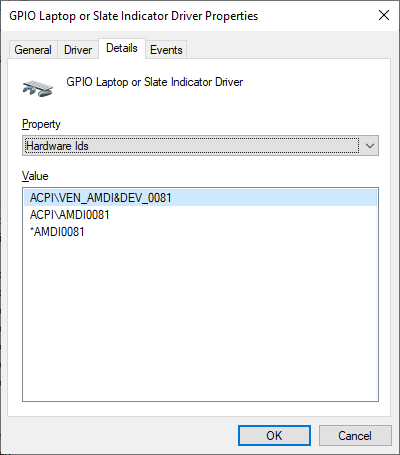 GPIO Laptop or Slate Indicator Driver Properties
General Driver Details Events
GPIO Laptop or Slate Indicator Driver
Property
Hardware Ids
Value
ACPI\VEN_AMDI&DEV_0081
ACPI\AMDI0081
*AMDI0081
OK Cancel